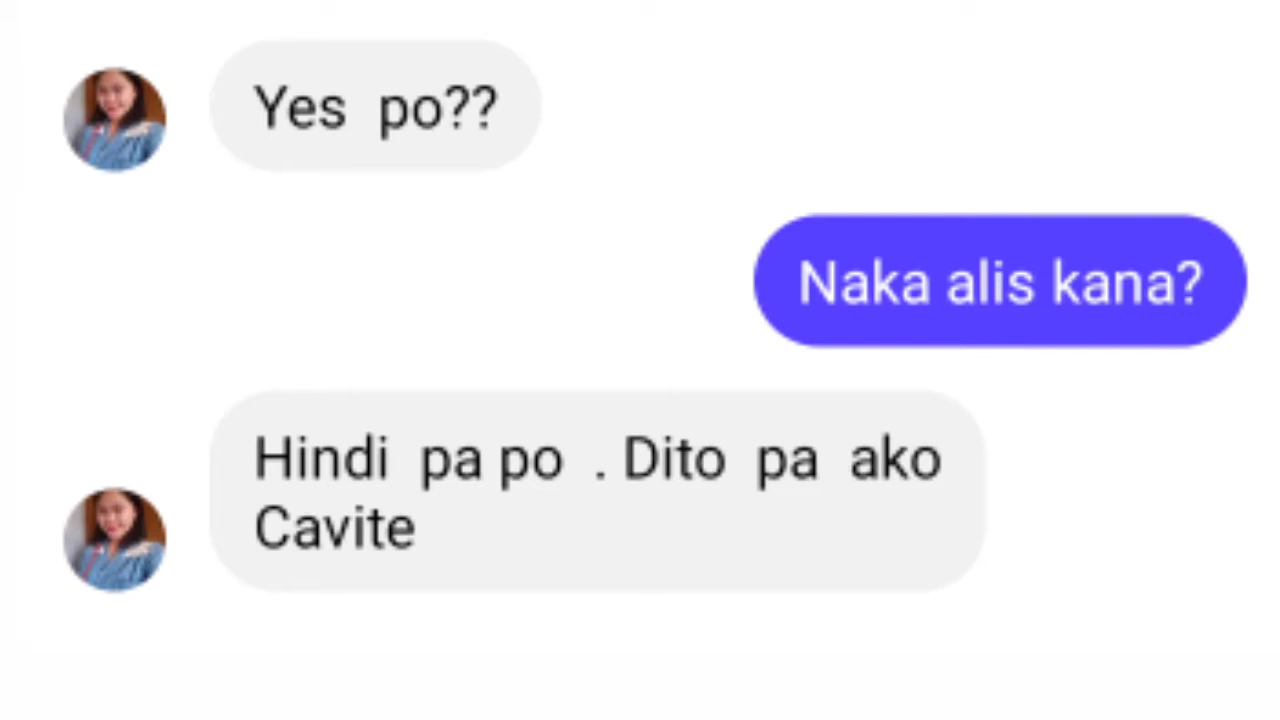 Yes po??
Naka alis kana?
Hindi pa po . Dito pa ako
Cavite